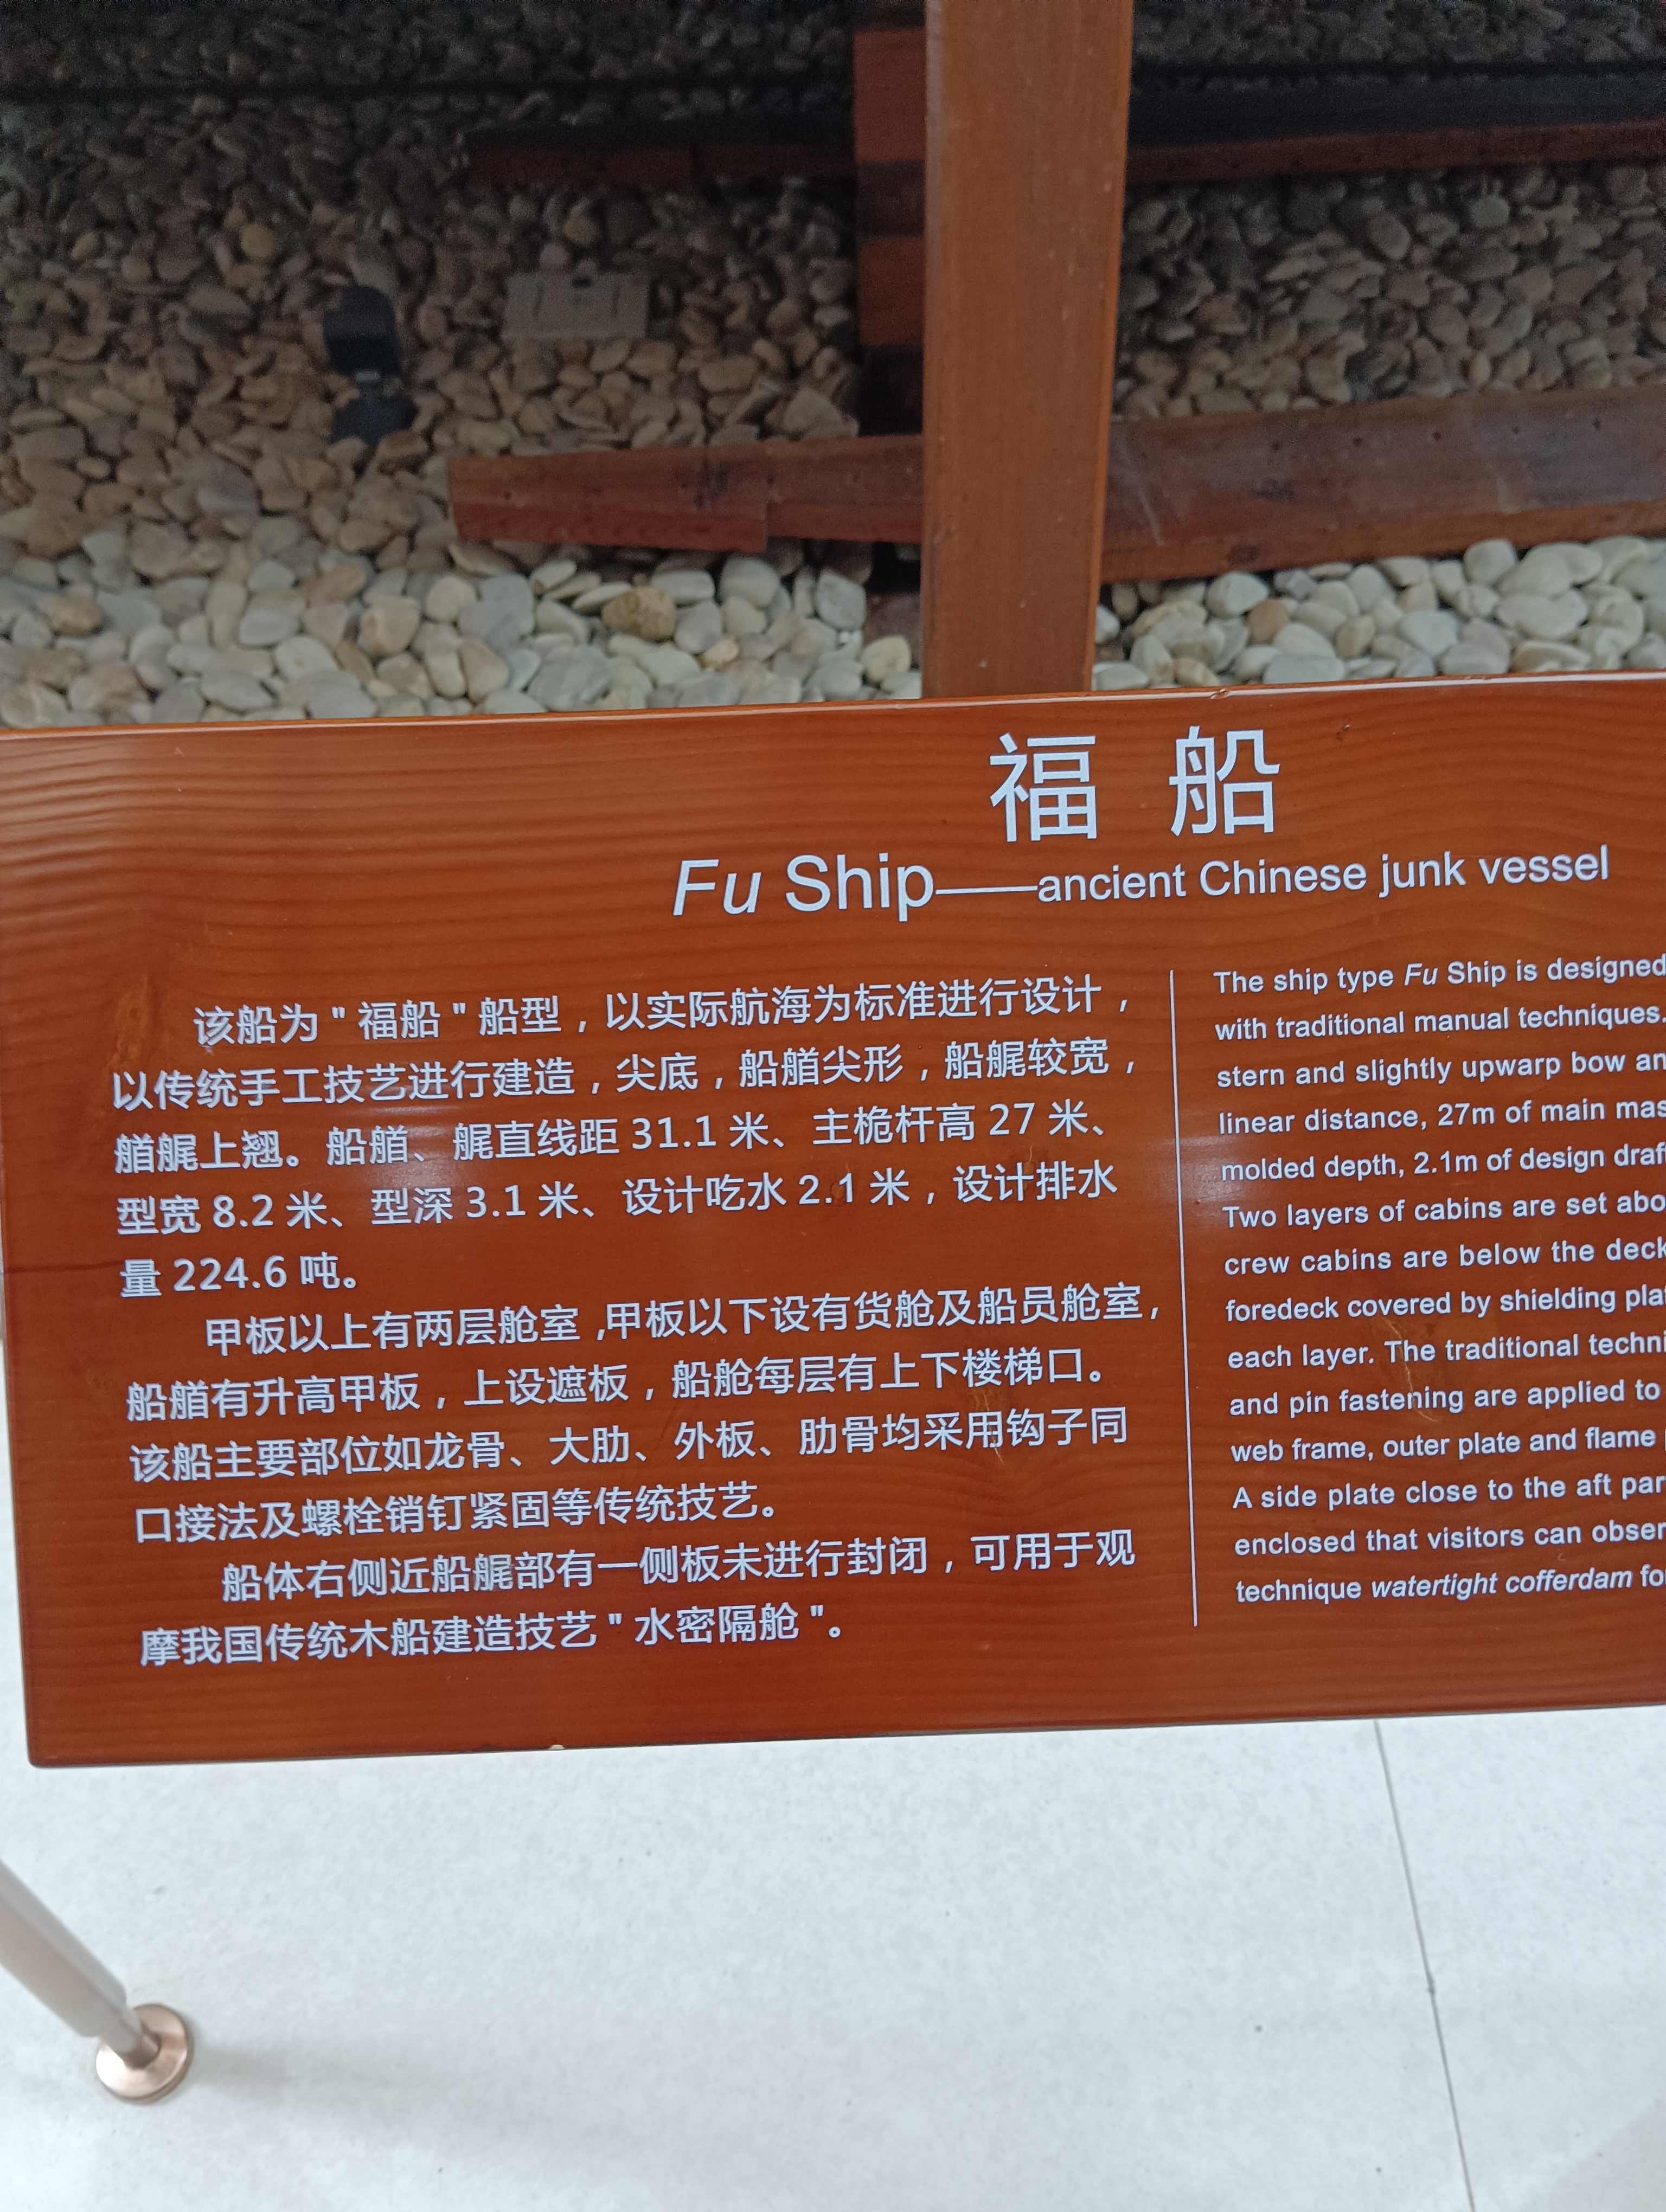 福船
Fu Ship——ancient Chinese junk vessel
该船为"福船"船型，以实际航海为标准进行设计，
以传统手工技艺进行建造，尖底，船艏尖形，船艉较宽，
艏艉上翘。船艏、艉直线距 31.1 米、主桅杆高 27 米、
型宽 8.2 米、型深 3.1 米、设计吃水 2.1 米，设计排水
量 224.6 吨。
甲板以上有两层舱室,甲板以下设有货舱及船员舱室,
船艏有升高甲板，上设遮板，船舱每层有上下楼梯口。
该船主要部位如龙骨、大肋、外板、肋骨均采用钩子同
口接法及螺栓销钉紧固等传统技艺。
船体右侧近船艉部有一侧板未进行封闭，可用于观
摩我国传统木船建造技艺"水密隔舱"。
The ship type Fu Ship is designed
with traditional manual techniques.
stern and slightly upwarp bow
linear distance, 27m of main
molded depth, 2.1m of design
Two layers of cabins are set
crew cabins are below the deck
foredeck covered by shielding
each layer. The traditional
and pin fastening are applied to
web frame, outer plate and flame
A side plate close to the aft
enclosed that visitors can
technique watertight cofferdam